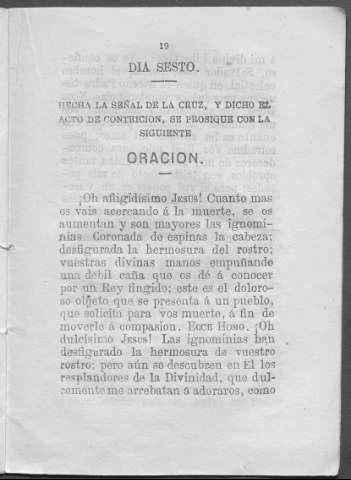 19
DIA SESTO.
HECHA LA SEÑAL DE LA CRUZ, Y DICHO EL
ACTO DE CONTRICION, SE PROSIQUE CON LA
SIGUIENTE
ORACION.
¡Oh afligidísimo JESUS! Cuanto mas
os vais acercando á la muerte, se os
aumentan y son mayores las ignomi-
nias. Coronada de espinas la cabeza;
desfigurada la hermosura del rostro;
vuestras divinas manos empuñando
una debil caña que os dé á conocer
por un Rey fingido; este es el doloro-
so objeto que se presenta á un pueblo,
que solicita para vos muerte, á fin de
moverle á compasion. ECCE HOMO. ¡Oh
dulcísimo JESUS! Las ignominias han
desfigurado la hermosura de vuestro
rostro; pero aún se descubren en El los
resplandores de la Divinidad, que dul-
cemente me arrebatan á adoraros, como